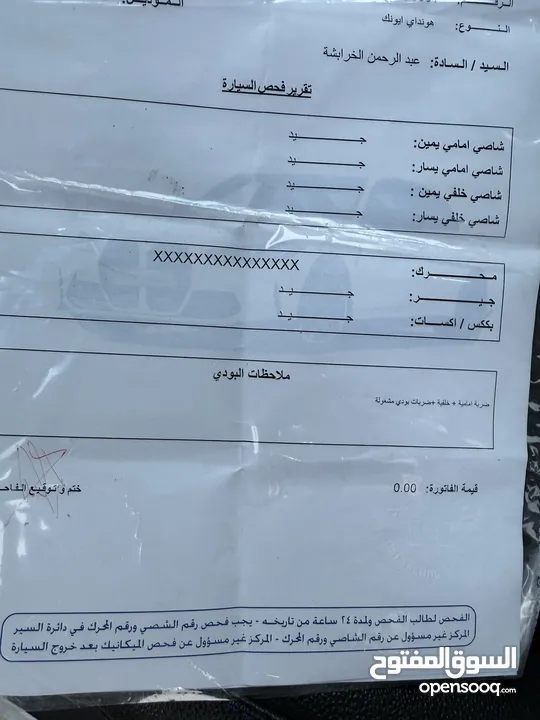 الموديل:
النوع: هونداي ايونك
السيد / السادة: عبد الرحمن الخرابشة
تقرير فحص السيارة
شاصي امامي يمين: جيد
شاصي امامي يسار: جيد
شاصي خلفي يمين: جيد
شاصي خلفي يسار: جيد
محرك: XXXXXXXXXXXXXXX
جير: جيد
بكس / اكسات: جيد
ملاحظات البودي
ضربة امامية + خلفية +ضربات بودي مشغولة
قيمة الفاتورة: 0.00
ختم وتوقيع الفاحـ
الفحص لطالب الفحص ولمدة ٢٤ ساعة من تاريخه - يجب فحص رقم الشصي ورقم المحرك في دائرة السير
المركز غير مسؤول عن رقم الشاصي ورقم المحرك - المركز غير مسؤول عن فحص الميكانيك بعد خروج السيارة
السوق المفتوح
opensooq.com